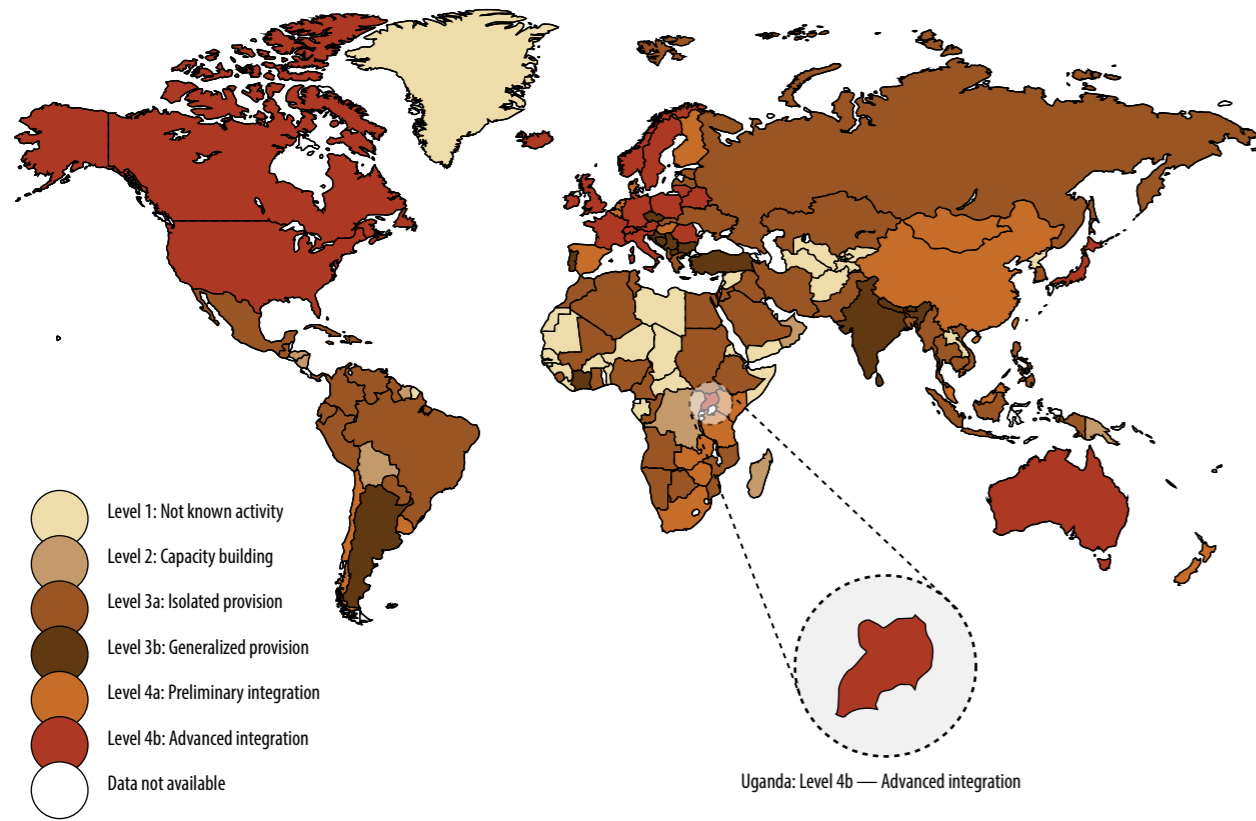 Level 1: Not known activity
Level 2: Capacity building
Level 3a: Isolated provision
Level 3b: Generalized provision
Level 4a: Preliminary integration
Level 4b: Advanced integration
Data not available
Uganda: Level 4b — Advanced integration